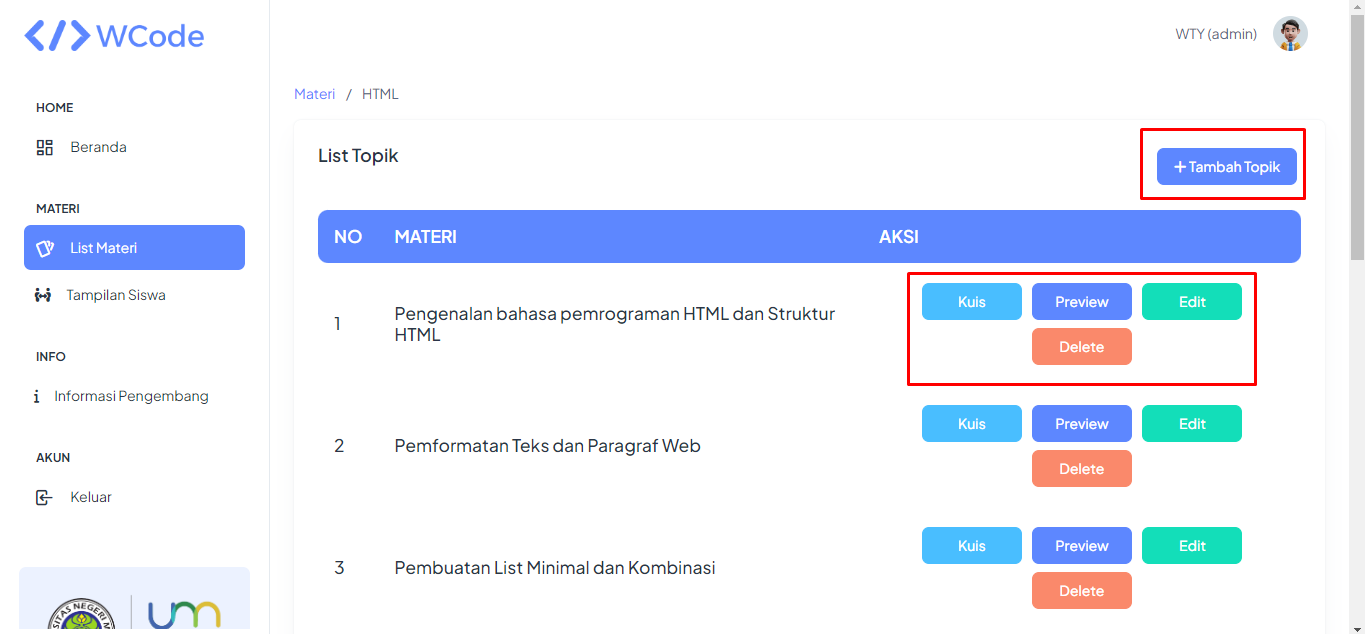 </> WCode
WTY (admin)
HOME
Beranda
MATERI
List Materi
Tampilan Siswa
INFO
i Informasi Pengembang
AKUN
Keluar
UM
Materi / HTML
List Topik
+ Tambah Topik
NO MATERI AKSI
1 Pengenalan bahasa pemrograman HTML dan Struktur
HTML
Kuis Preview Edit
Delete
2 Pemformatan Teks dan Paragraf Web
Kuis Preview Edit
Delete
3 Pembuatan List Minimal dan Kombinasi
Kuis Preview Edit
Delete